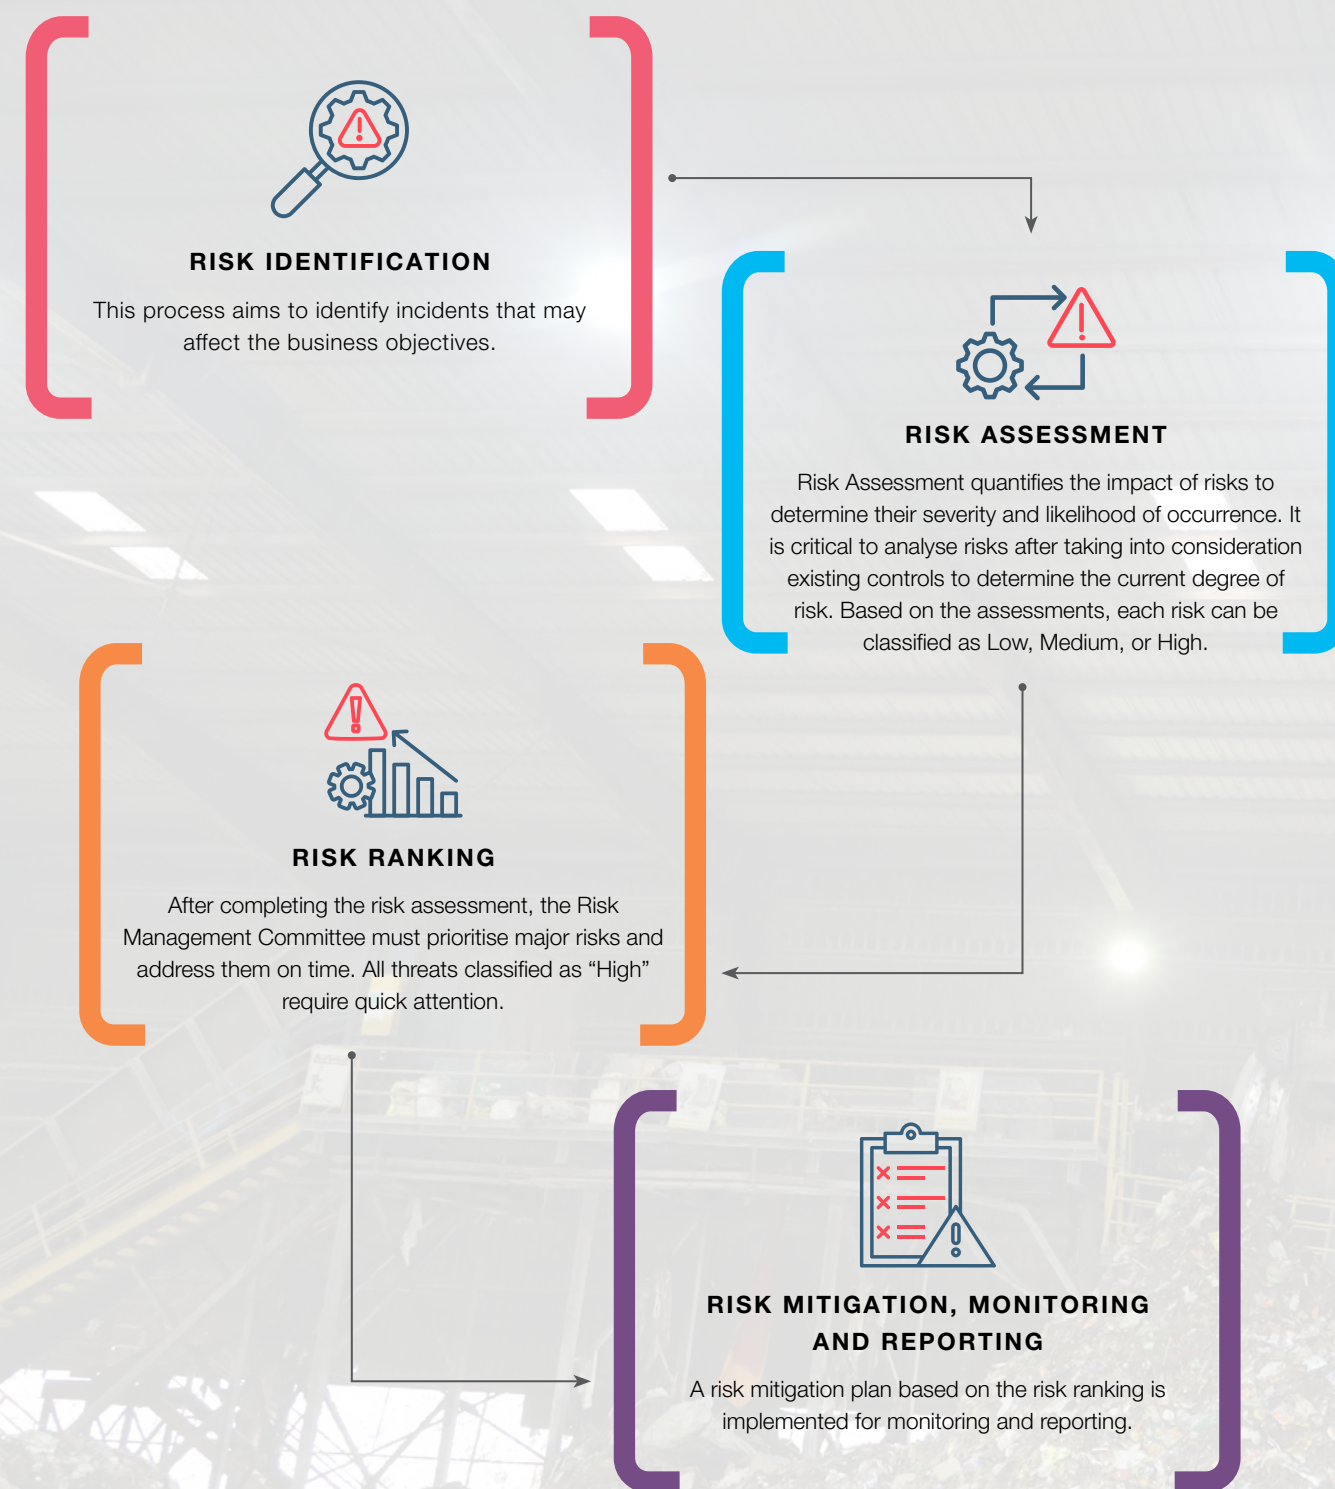 RISK IDENTIFICATION
This process aims to identify incidents that may
affect the business objectives.
RISK ASSESSMENT
Risk Assessment quantifies the impact of risks to
determine their severity and likelihood of occurrence. It
is critical to analyse risks after taking into consideration
existing controls to determine the current degree of
risk. Based on the assessments, each risk can be
classified as Low, Medium, or High.
RISK RANKING
After completing the risk assessment, the Risk
Management Committee must prioritise major risks and
address them on time. All threats classified as “High”
require quick attention.
RISK MITIGATION, MONITORING
AND REPORTING
A risk mitigation plan based on the risk ranking is
implemented for monitoring and reporting.